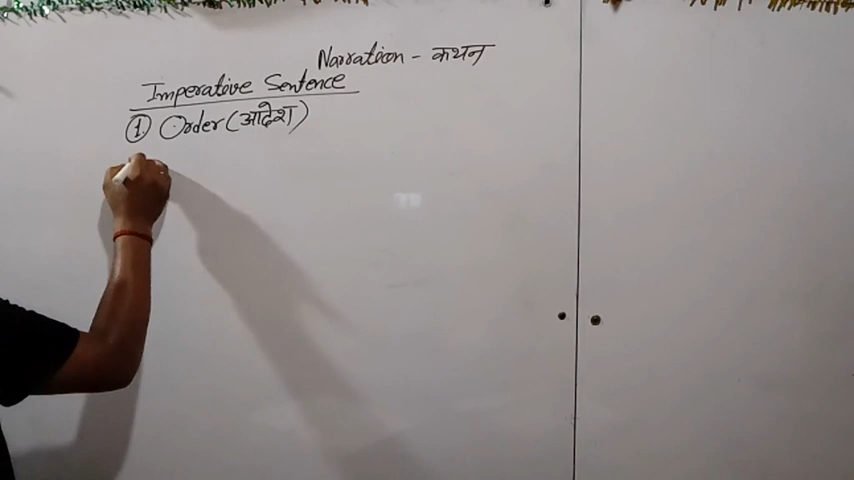 Narration - कथन
Imperative Sentence
① Order (आदेश)